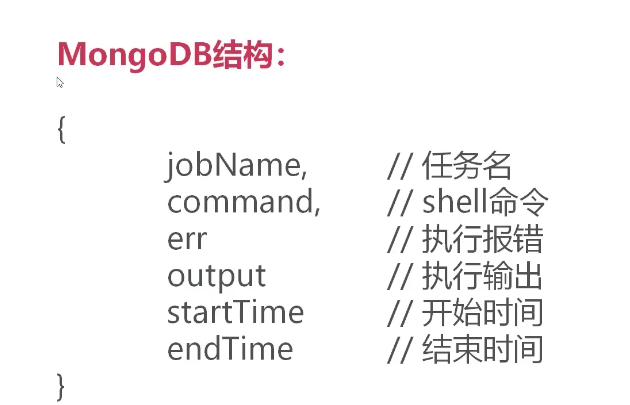 MongoDB结构：
{
jobName, // 任务名
command, // shell命令
err // 执行报错
output // 执行输出
startTime // 开始时间
endTime // 结束时间
}